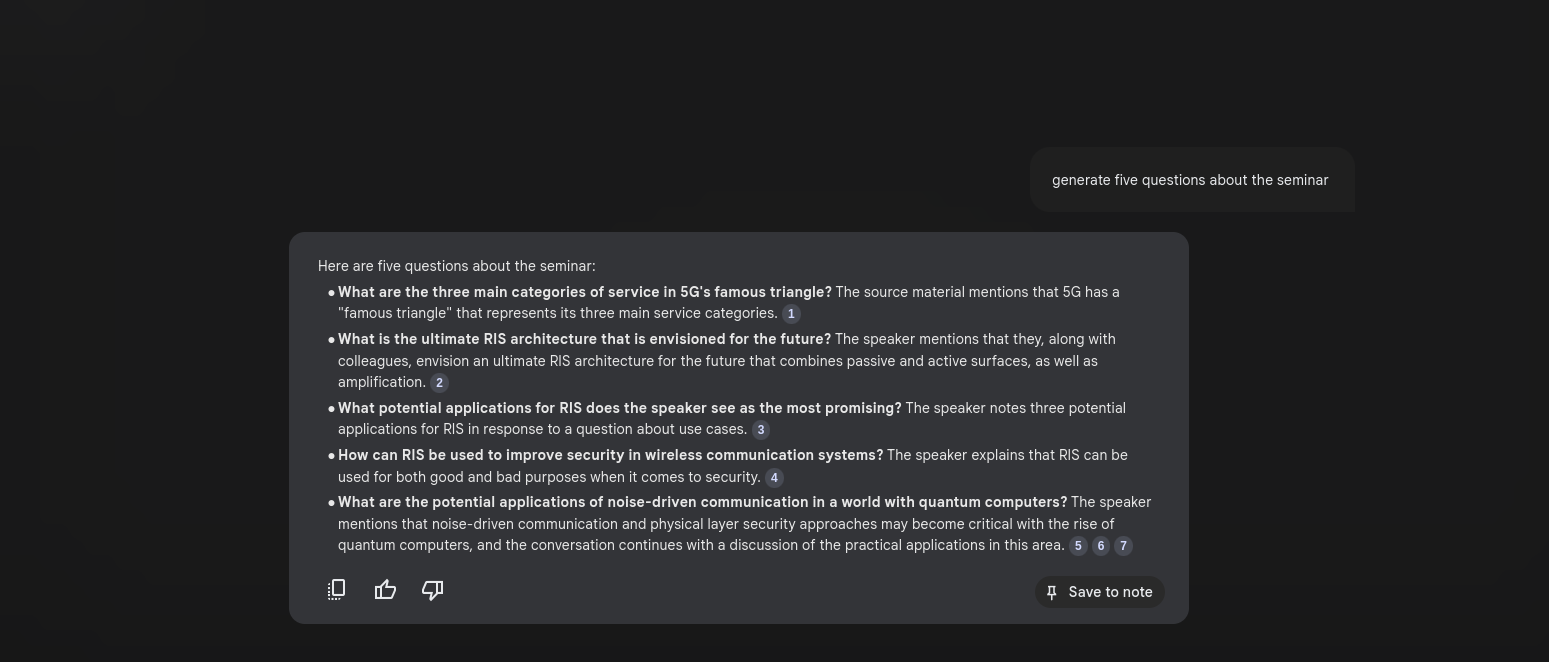 generate five questions about the seminar
Here are five questions about the seminar:
• What are the three main categories of service in 5G's famous triangle? The source material mentions that 5G has a
"famous triangle" that represents its three main service categories. 1
• What is the ultimate RIS architecture that is envisioned for the future? The speaker mentions that they, along with
colleagues, envision an ultimate RIS architecture for the future that combines passive and active surfaces, as well as
amplification. 2
• What potential applications for RIS does the speaker see as the most promising? The speaker notes three potential
applications for RIS in response to a question about use cases. 3
• How can RIS be used to improve security in wireless communication systems? The speaker explains that RIS can be
used for both good and bad purposes when it comes to security. 4
• What are the potential applications of noise-driven communication in a world with quantum computers? The speaker
mentions that noise-driven communication and physical layer security approaches may become critical with the rise of
quantum computers, and the conversation continues with a discussion of the practical applications in this area. 5 6 7
Save to note